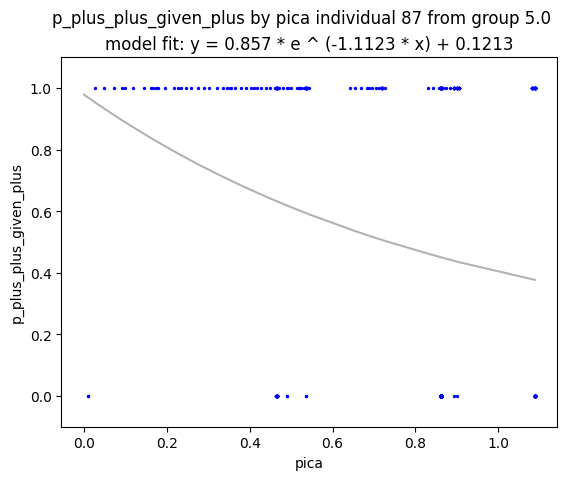 p_plus_plus_given_plus by pica individual 87 from group 5.0
model fit: y = 0.857 * e ^ (-1.1123 * x) + 0.1213
1.0
0.8
0.6
0.4
0.2
0.0
p_plus_plus_given_plus
0.0 0.2 0.4 0.6 0.8 1.0
pica